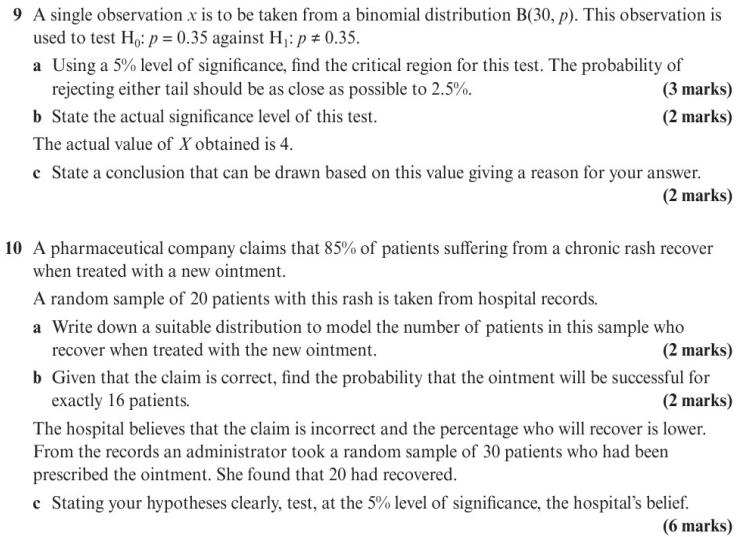 9 A single observation x is to be taken from a binomial distribution B(30, p). This observation is
used to test H₀: p = 0.35 against H₁: p ≠ 0.35.
a Using a 5% level of significance, find the critical region for this test. The probability of
rejecting either tail should be as close as possible to 2.5%. (3 marks)
b State the actual significance level of this test. (2 marks)
The actual value of X obtained is 4.
c State a conclusion that can be drawn based on this value giving a reason for your answer.
(2 marks)
10 A pharmaceutical company claims that 85% of patients suffering from a chronic rash recover
when treated with a new ointment.
A random sample of 20 patients with this rash is taken from hospital records.
a Write down a suitable distribution to model the number of patients in this sample who
recover when treated with the new ointment. (2 marks)
b Given that the claim is correct, find the probability that the ointment will be successful for
exactly 16 patients. (2 marks)
The hospital believes that the claim is incorrect and the percentage who will recover is lower.
From the records an administrator took a random sample of 30 patients who had been
prescribed the ointment. She found that 20 had recovered.
c Stating your hypotheses clearly, test, at the 5% level of significance, the hospital's belief.
(6 marks)